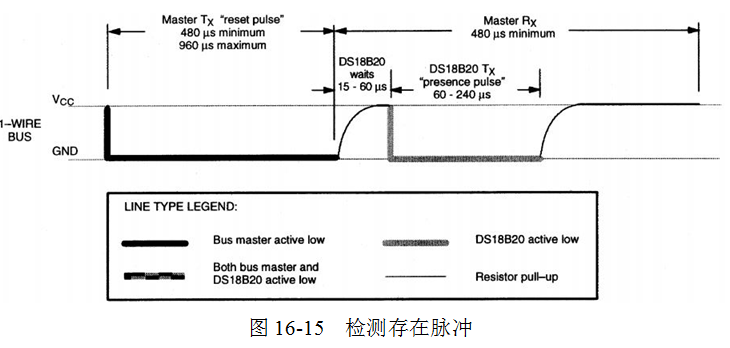 Master TX "reset pulse"
480 µs minimum
960 µs maximum
Master RX
480 µs minimum
DS18B20
waits
15 - 60 µs
DS18B20 TX
"presence pulse"
60 - 240 µs
VCC
1–WIRE
BUS
GND
LINE TYPE LEGEND:
Bus master active low
DS18B20 active low
Both bus master and
DS18B20 active low
Resistor pull–up
图 16-15 检测存在脉冲